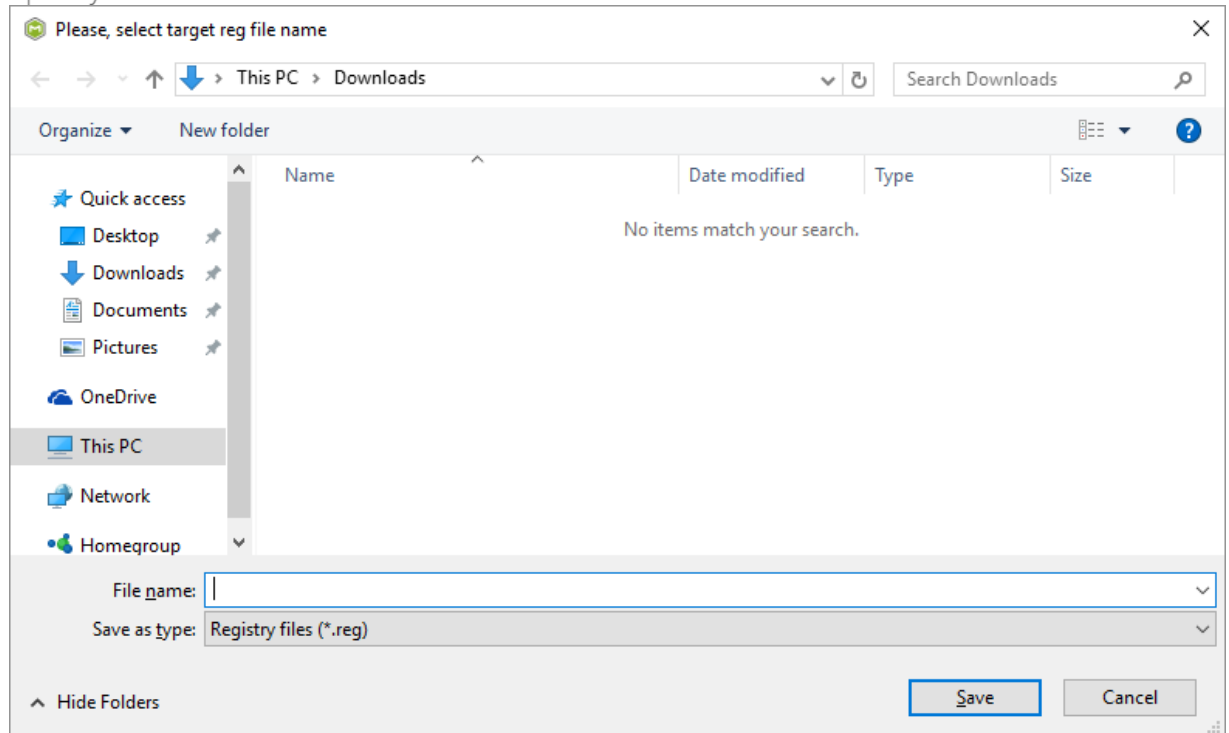 Please, select target reg file name
This PC > Downloads
Search Downloads
Organize
New folder
Name
Date modified
Type
Size
Quick access
No items match your search.
Desktop
Downloads
Documents
Pictures
OneDrive
This PC
Network
Homegroup
File name:
Save as type: Registry files (*.reg)
Hide Folders
Save
Cancel